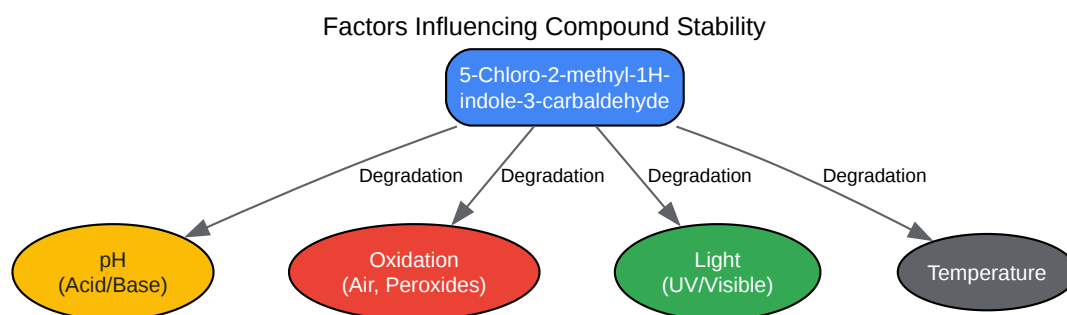 Factors Influencing Compound Stability
5-Chloro-2-methyl-1H-
indole-3-carbaldehyde
Degradation
Degradation
Degradation
Degradation
pH
(Acid/Base)
Oxidation
(Air, Peroxides)
Light
(UV/Visible)
Temperature